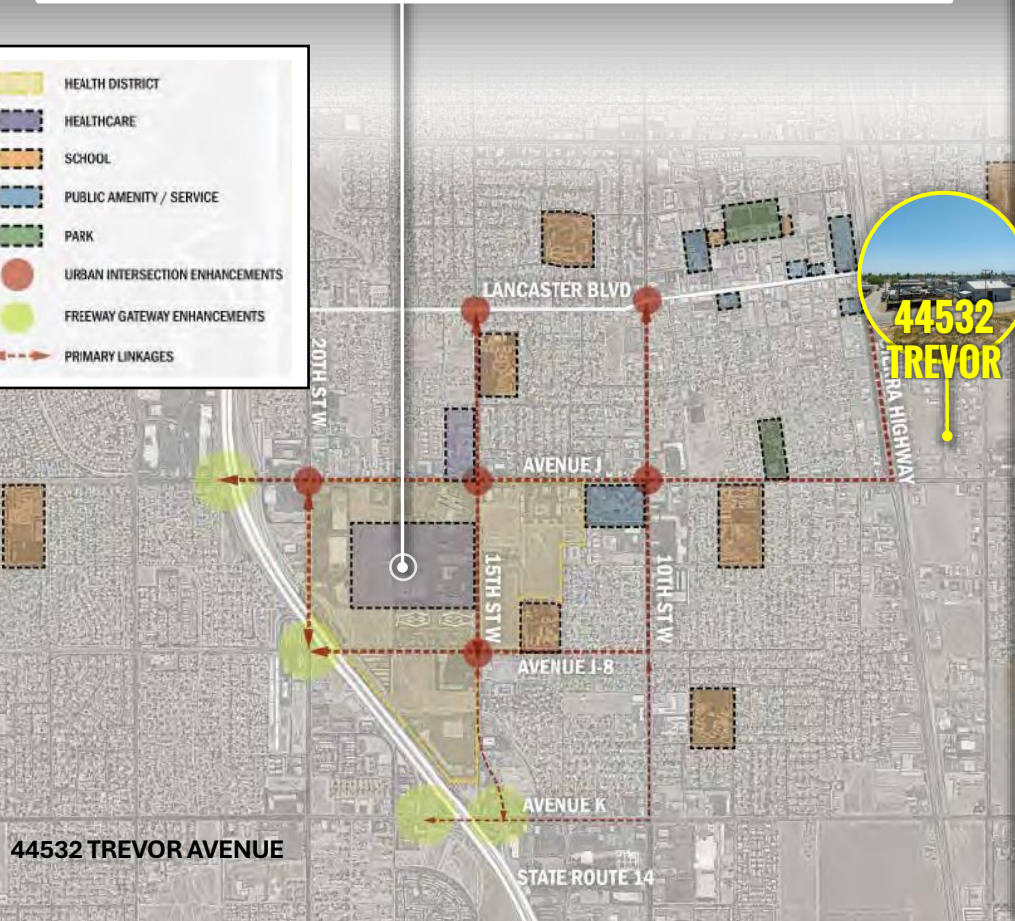 HEALTH DISTRICT
HEALTHCARE
SCHOOL
PUBLIC AMENITY / SERVICE
PARK
URBAN INTERSECTION ENHANCEMENTS
FREEWAY GATEWAY ENHANCEMENTS
PRIMARY LINKAGES
LANCASTER BLVD
44532
TREVOR
20TH ST W
HIGHWAY
AVENUE J
15TH ST W
10TH ST W
AVENUE J-8
AVENUE K
44532 TREVOR AVENUE
STATE ROUTE 14